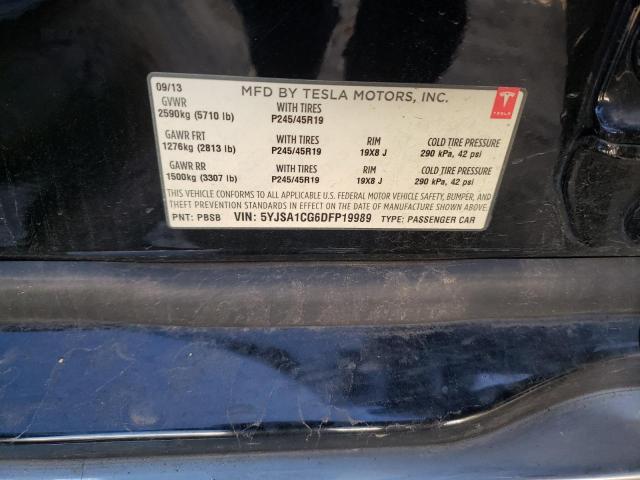 09/13 MFD BY TESLA MOTORS, INC.
GVWR WITH TIRES
2590kg (5710 lb) P245/45R19
TESLA
GAWR FRT WITH TIRES RIM COLD TIRE PRESSURE
1276kg (2813 lb) P245/45R19 19X8 J 290 kPa, 42 psi
GAWR RR WITH TIRES RIM COLD TIRE PRESSURE
1500kg (3307 lb) P245/45R19 19X8 J 290 kPa, 42 psi
THIS VEHICLE CONFORMS TO ALL APPLICABLE U.S. FEDERAL MOTOR VEHICLE SAFETY, BUMPER, AND
THEFT PREVENTION STANDARDS IN EFFECT ON THE DATE OF MANUFACTURE SHOWN ABOVE.
PNT: PBSB VIN: 5YJSA1CG6DFP19989 TYPE: PASSENGER CAR